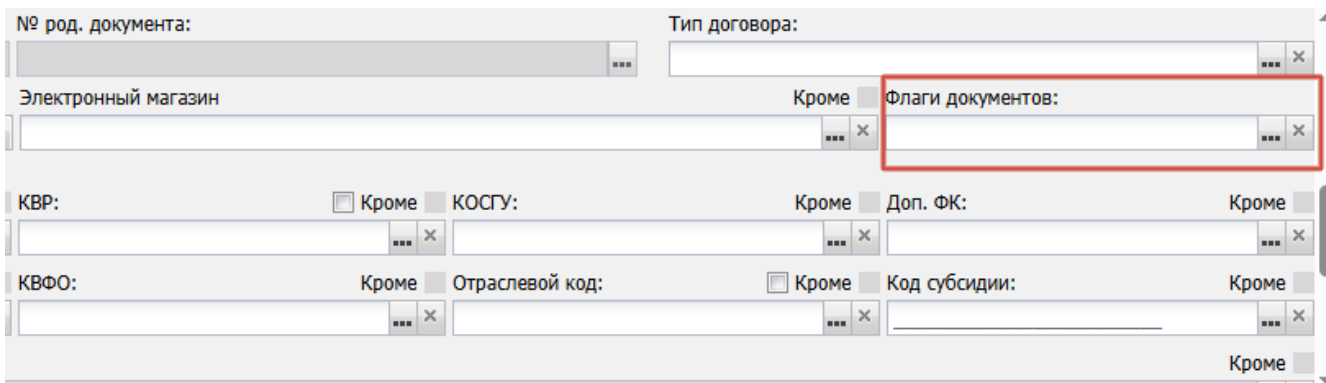 № род. документа: Тип договора:
Электронный магазин Кроме Флаги документов:
КВР: Кроме КОСГУ: Кроме Доп. ФК: Кроме
КВФО: Кроме Отраслевой код: Кроме Код субсидии: Кроме
Кроме